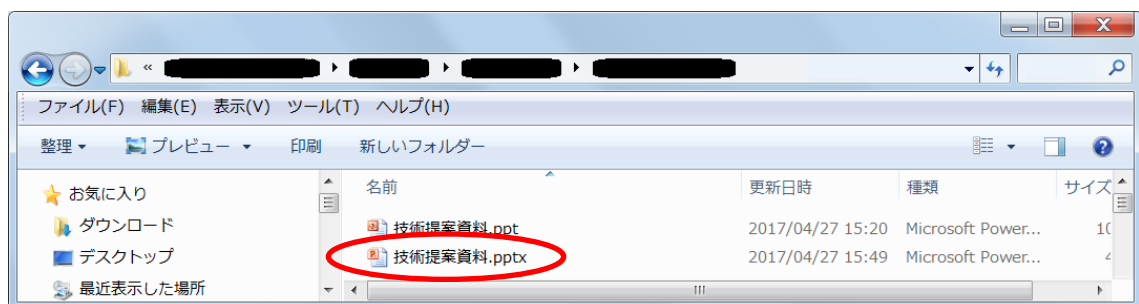 «
ファイル(F) 編集(E) 表示(V) ツール(T) ヘルプ(H)
整理 プレビュー 印刷 新しいフォルダー
お気に入り
ダウンロード
デスクトップ
最近表示した場所
名前 更新日時 種類 サイズ
技術提案資料.ppt 2017/04/27 15:20 Microsoft Power...
技術提案資料.pptx 2017/04/27 15:49 Microsoft Power...